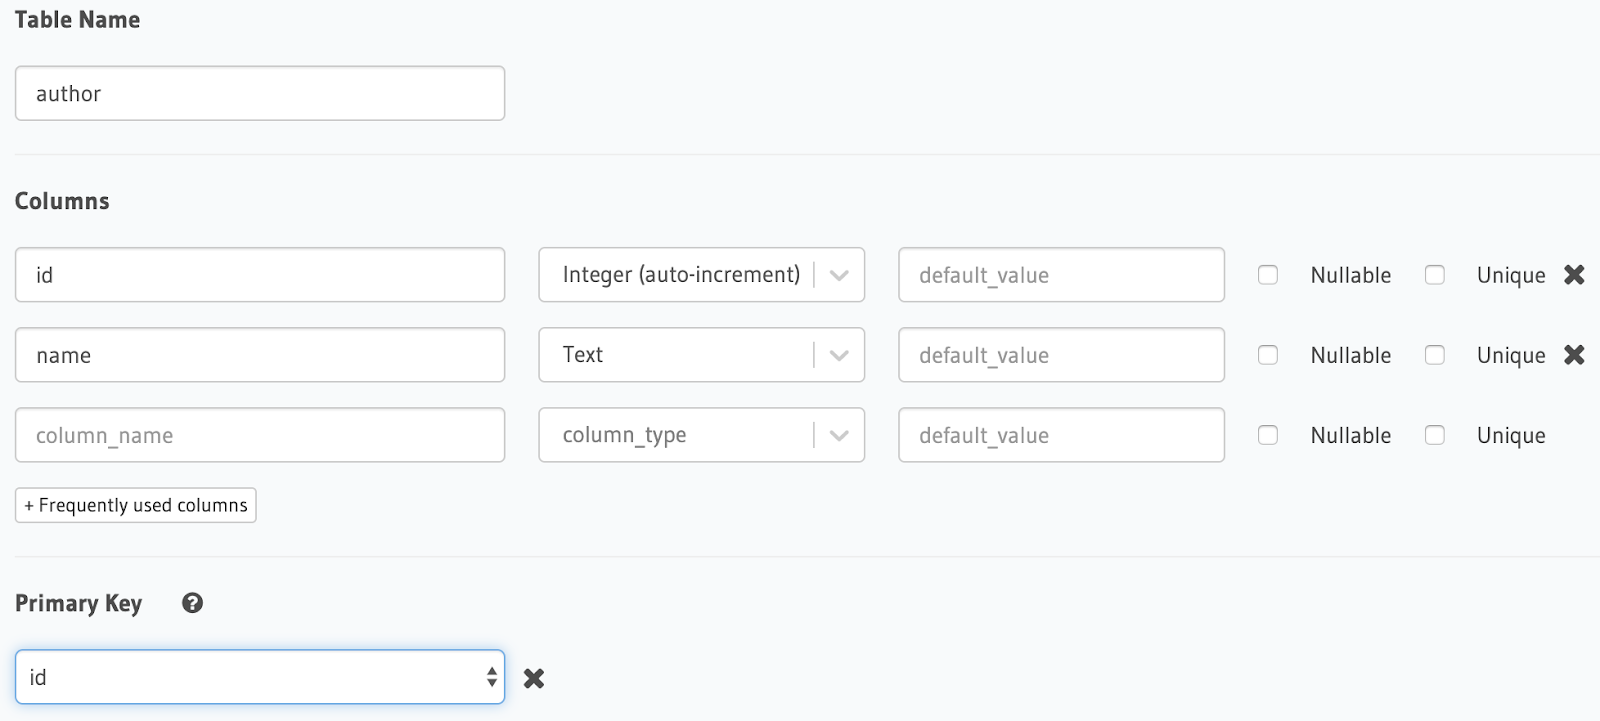 Table Name
author
Columns
id Integer (auto-increment) default_value Nullable Unique
name Text default_value Nullable Unique
column_name column_type default_value Nullable Unique
+ Frequently used columns
Primary Key ?
id